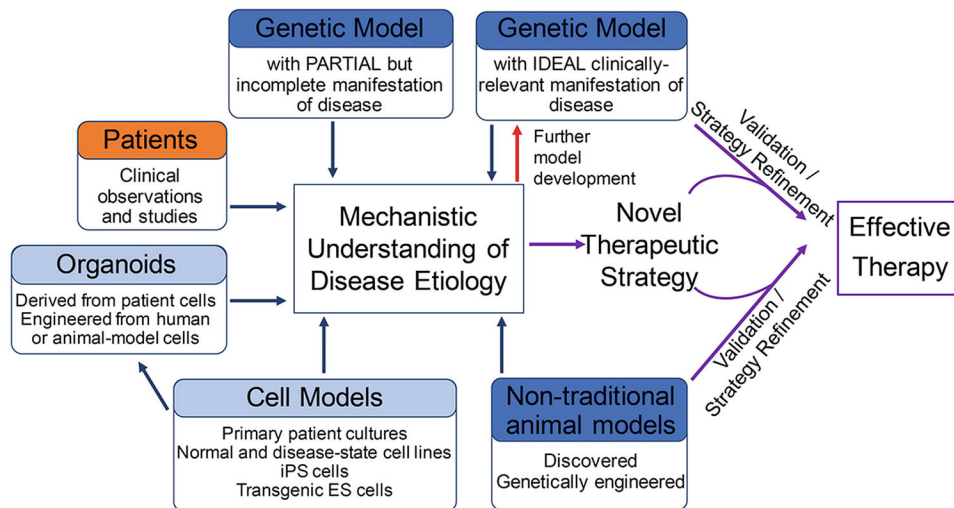 Genetic Model
with PARTIAL but
incomplete manifestation
of disease
Genetic Model
with IDEAL clinically-
relevant manifestation of
disease
Patients
Clinical
observations
and studies
Further
model
development
Validation /
Strategy Refinement
Mechanistic
Understanding of
Disease Etiology
Novel
Therapeutic
Strategy
Effective
Therapy
Organoids
Derived from patient cells
Engineered from human
or animal-model cells
Validation /
Strategy Refinement
Cell Models
Primary patient cultures
Normal and disease-state cell lines
iPS cells
Transgenic ES cells
Non-traditional
animal models
Discovered
Genetically engineered